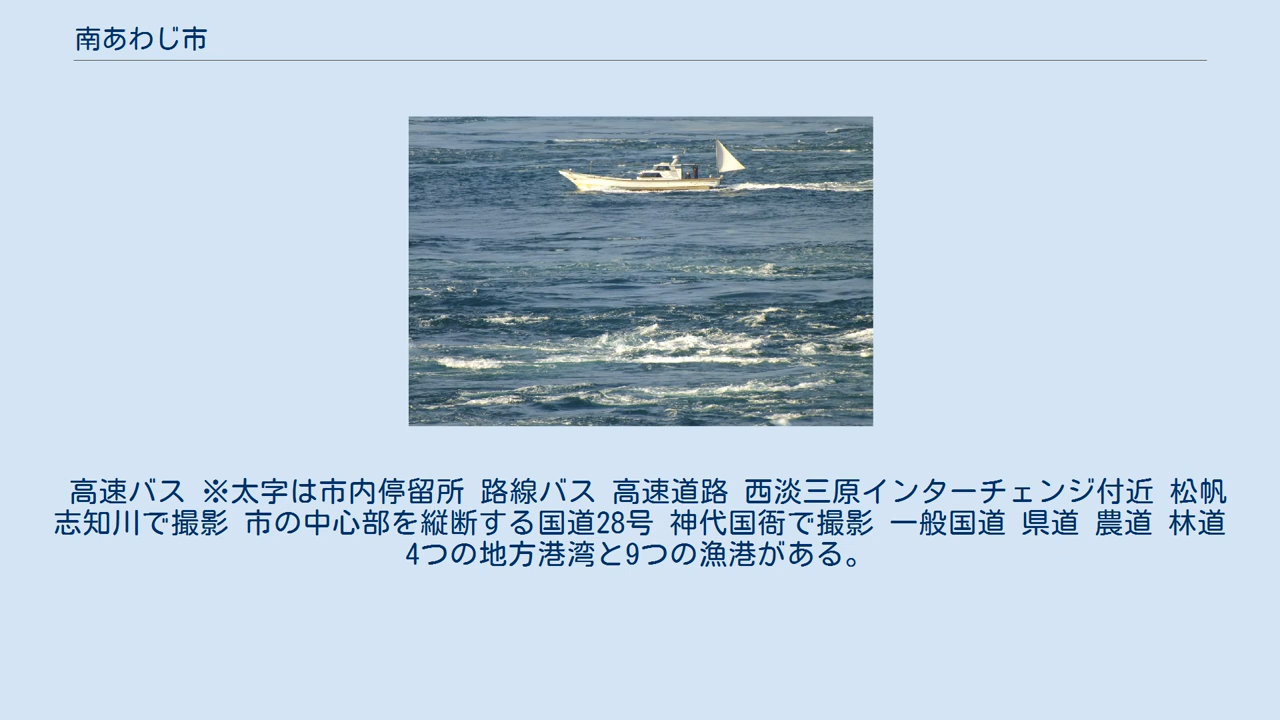 南あわじ市
高速バス ※太字は市内停留所 路線バス 高速道路 西淡三原インターチェンジ付近 松帆
志知川で撮影 市の中心部を縦断する国道28号 神代国衙で撮影 一般国道 県道 農道 林道
4つの地方港湾と9つの漁港がある。